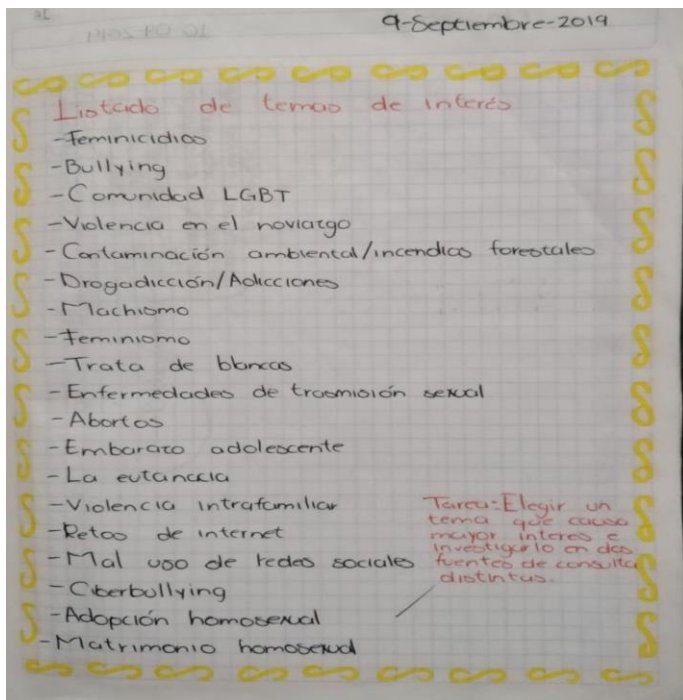 9-Septiembre-2019
Listado de temas de interés
-Feminicidios
-Bullying
-Comunidad LGBT
-Violencia en el noviazgo
-Contaminación ambiental/incendios forestales
-Drogadicción/Adicciones
-Machismo
-Feminismo
-Trata de blancas
-Enfermedades de trasmisión sexual
-Abortos
-Embarazo adolescente
-La eutanacia
-Violencia intrafamiliar
-Retos de internet
-Mal uso de redes sociales
-Ciberbullying
-Adopción homosexual
-Matrimonio homosexual
Tarea: Elegir un
tema que causa
mayor interes e
investigarlo en dos
fuentes de consulta
distintas.